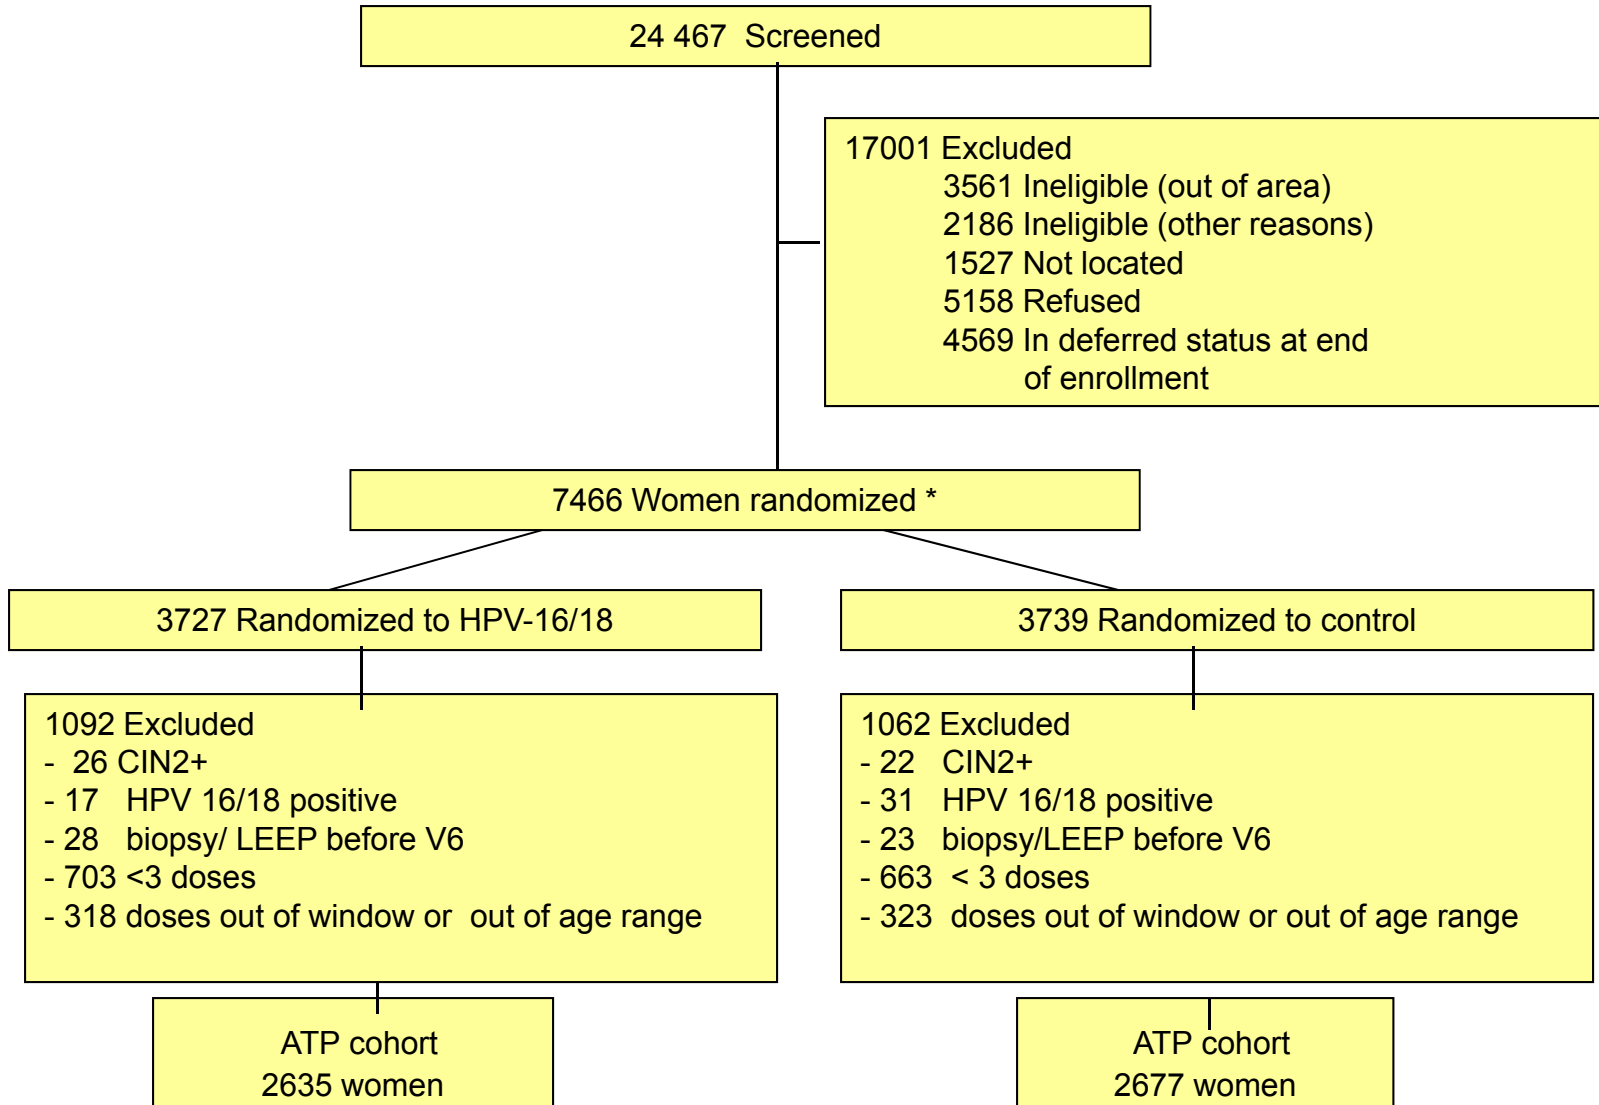 24 467 Screened
17001 Excluded
3561 Ineligible (out of area)
2186 Ineligible (other reasons)
1527 Not located
5158 Refused
4569 In deferred status at end
of enrollment
7466 Women randomized *
3727 Randomized to HPV-16/18
1092 Excluded
- 26 CIN2+
- 17 HPV 16/18 positive
- 28 biopsy/ LEEP before V6
- 703 <3 doses
- 318 doses out of window or out of age range
ATP cohort
2635 women
3739 Randomized to control
1062 Excluded
- 22 CIN2+
- 31 HPV 16/18 positive
- 23 biopsy/LEEP before V6
- 663 < 3 doses
- 323 doses out of window or out of age range
ATP cohort
2677 women